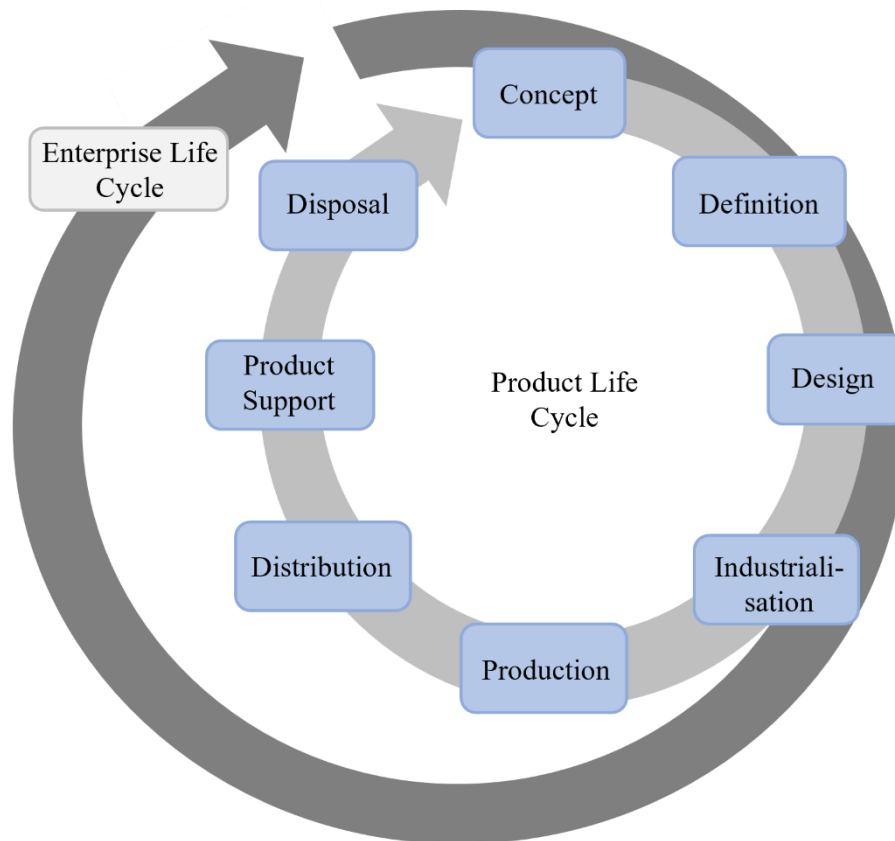 Concept
Enterprise Life
Cycle
Disposal
Definition
Product
Support
Product Life
Cycle
Design
Distribution
Industriali-
sation
Production